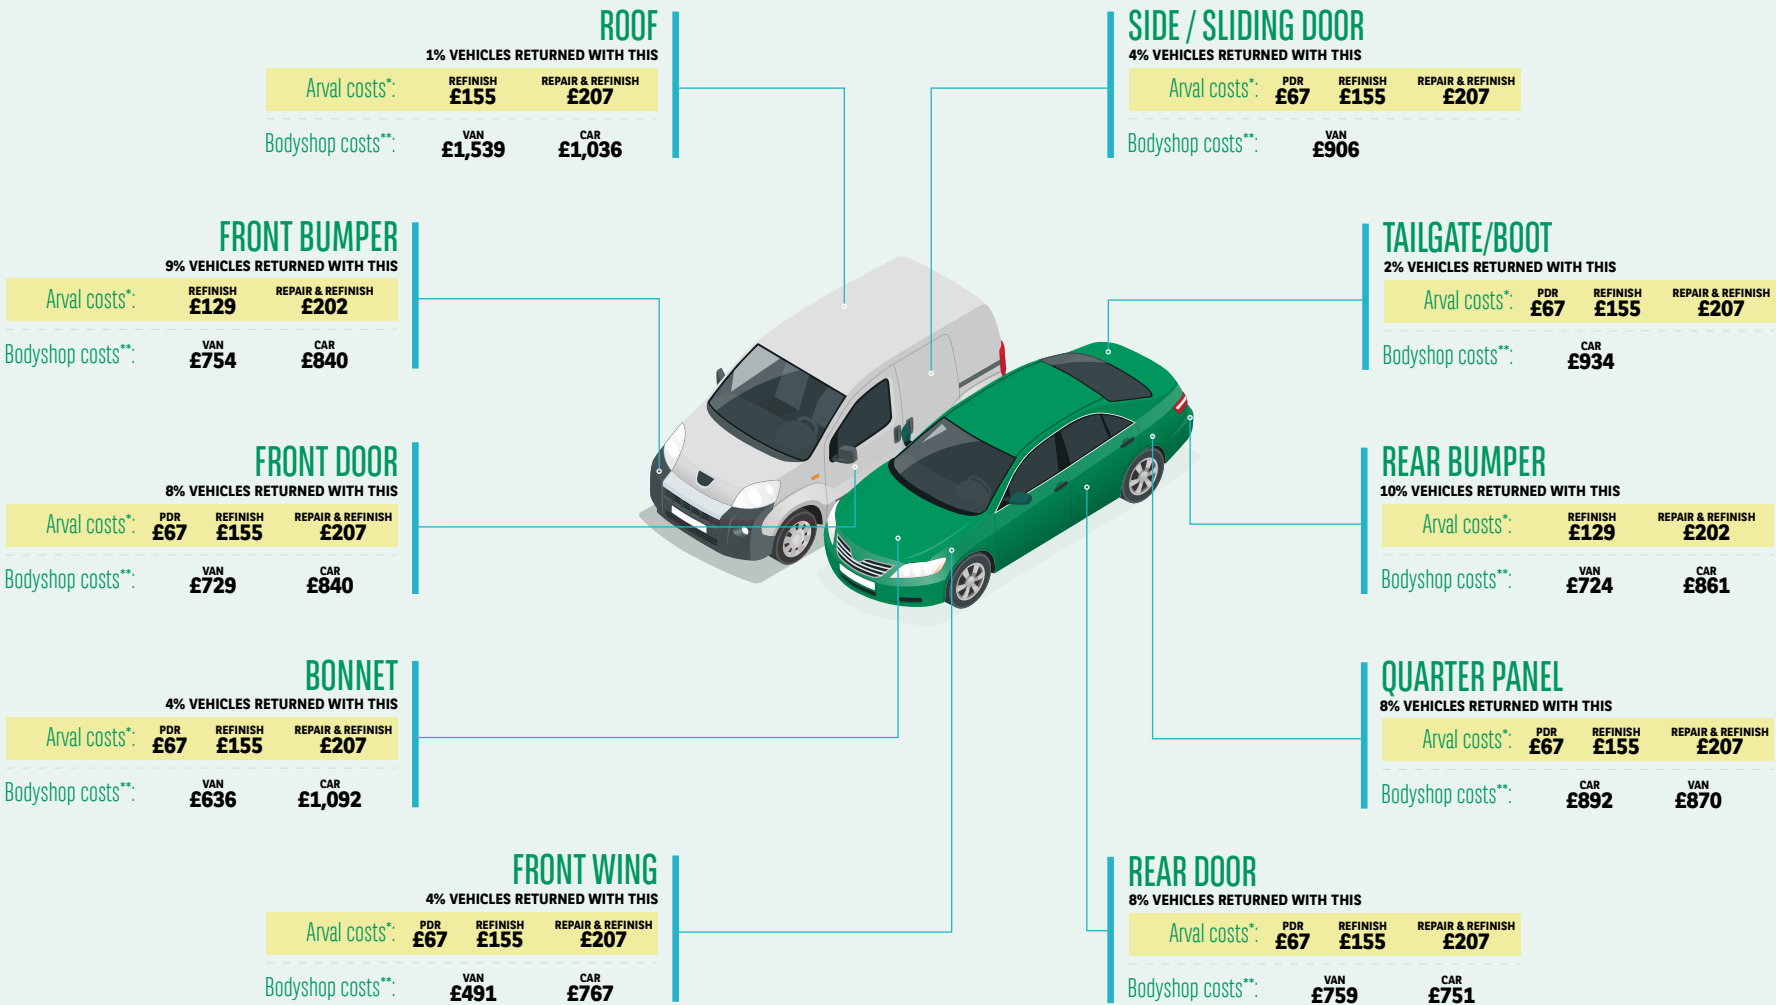 ROOF
1% VEHICLES RETURNED WITH THIS
Arval costs*: REFINISH £155 REPAIR & REFINISH £207
Bodyshop costs**: VAN £1,539 CAR £1,036
SIDE / SLIDING DOOR
4% VEHICLES RETURNED WITH THIS
Arval costs*: PDR £67 REFINISH £155 REPAIR & REFINISH £207
Bodyshop costs**: VAN £906
FRONT BUMPER
9% VEHICLES RETURNED WITH THIS
Arval costs*: REFINISH £129 REPAIR & REFINISH £202
Bodyshop costs**: VAN £754 CAR £840
TAILGATE/BOOT
2% VEHICLES RETURNED WITH THIS
Arval costs*: PDR £67 REFINISH £155 REPAIR & REFINISH £207
Bodyshop costs**: CAR £934
FRONT DOOR
8% VEHICLES RETURNED WITH THIS
Arval costs*: PDR £67 REFINISH £155 REPAIR & REFINISH £207
Bodyshop costs**: VAN £729 CAR £840
REAR BUMPER
10% VEHICLES RETURNED WITH THIS
Arval costs*: REFINISH £129 REPAIR & REFINISH £202
Bodyshop costs**: VAN £724 CAR £861
BONNET
4% VEHICLES RETURNED WITH THIS
Arval costs*: PDR £67 REFINISH £155 REPAIR & REFINISH £207
Bodyshop costs**: VAN £636 CAR £1,092
QUARTER PANEL
8% VEHICLES RETURNED WITH THIS
Arval costs*: PDR £67 REFINISH £155 REPAIR & REFINISH £207
Bodyshop costs**: CAR £892 VAN £870
FRONT WING
4% VEHICLES RETURNED WITH THIS
Arval costs*: PDR £67 REFINISH £155 REPAIR & REFINISH £207
Bodyshop costs**: VAN £491 CAR £767
REAR DOOR
8% VEHICLES RETURNED WITH THIS
Arval costs*: PDR £67 REFINISH £155 REPAIR & REFINISH £207
Bodyshop costs**: VAN £759 CAR £751